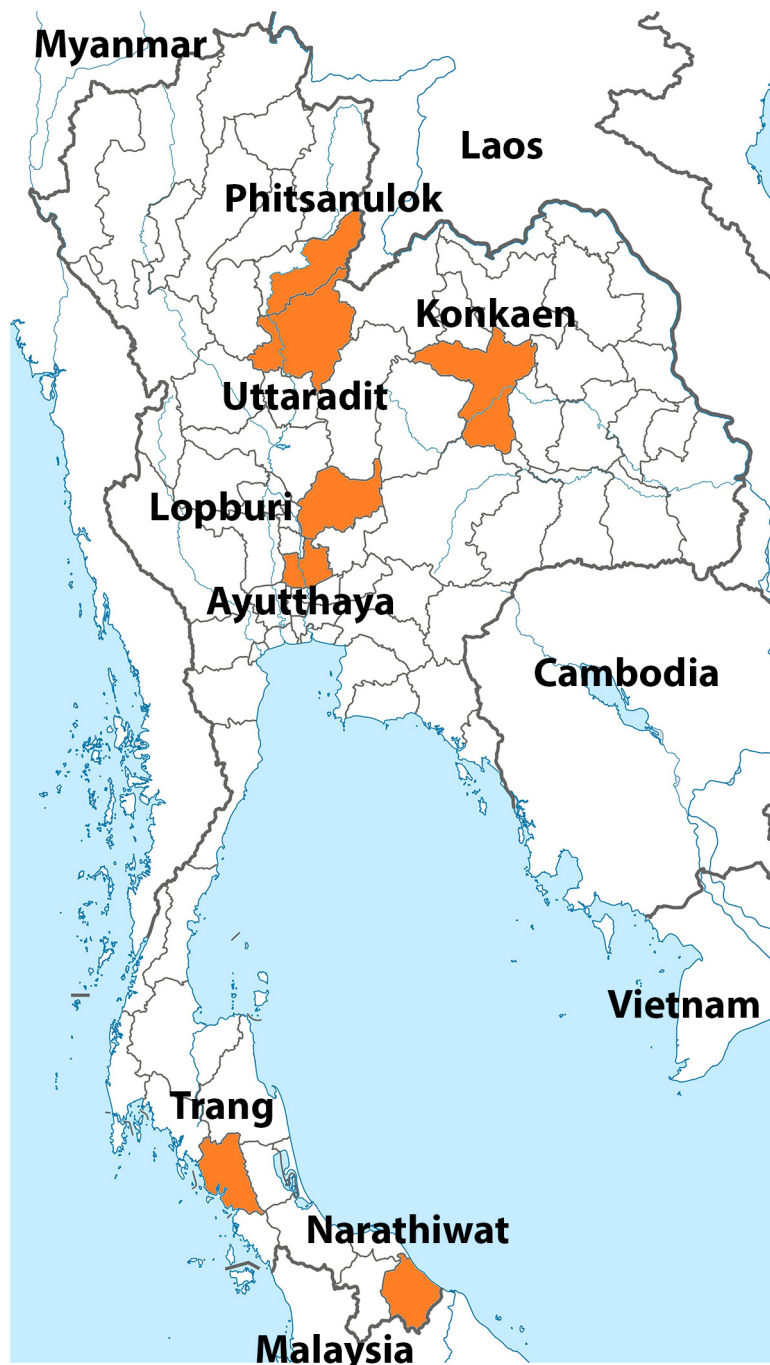 Myanmar
Laos
Phitsanulok
Konkaen
Uttaradit
Lopburi
Ayutthaya
Cambodia
Vietnam
Trang
Narathiwat
Malaysia